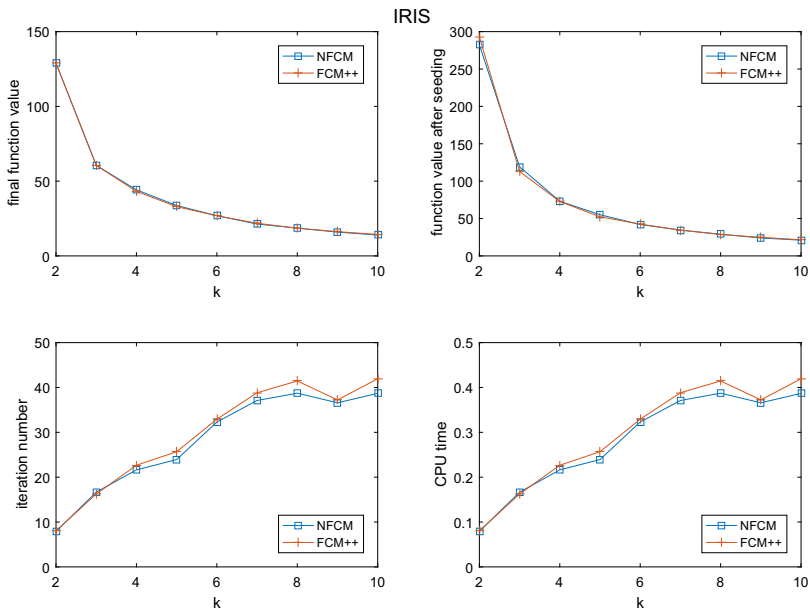 IRIS
final function value
150
100
50
0
2 4 6 8 10
k
NFCM
FCM++
function value after seeding
300
250
200
150
100
50
0
2 4 6 8 10
k
NFCM
FCM++
iteration number
50
40
30
20
10
0
2 4 6 8 10
k
NFCM
FCM++
CPU time
0.5
0.4
0.3
0.2
0.1
0
2 4 6 8 10
k
NFCM
FCM++